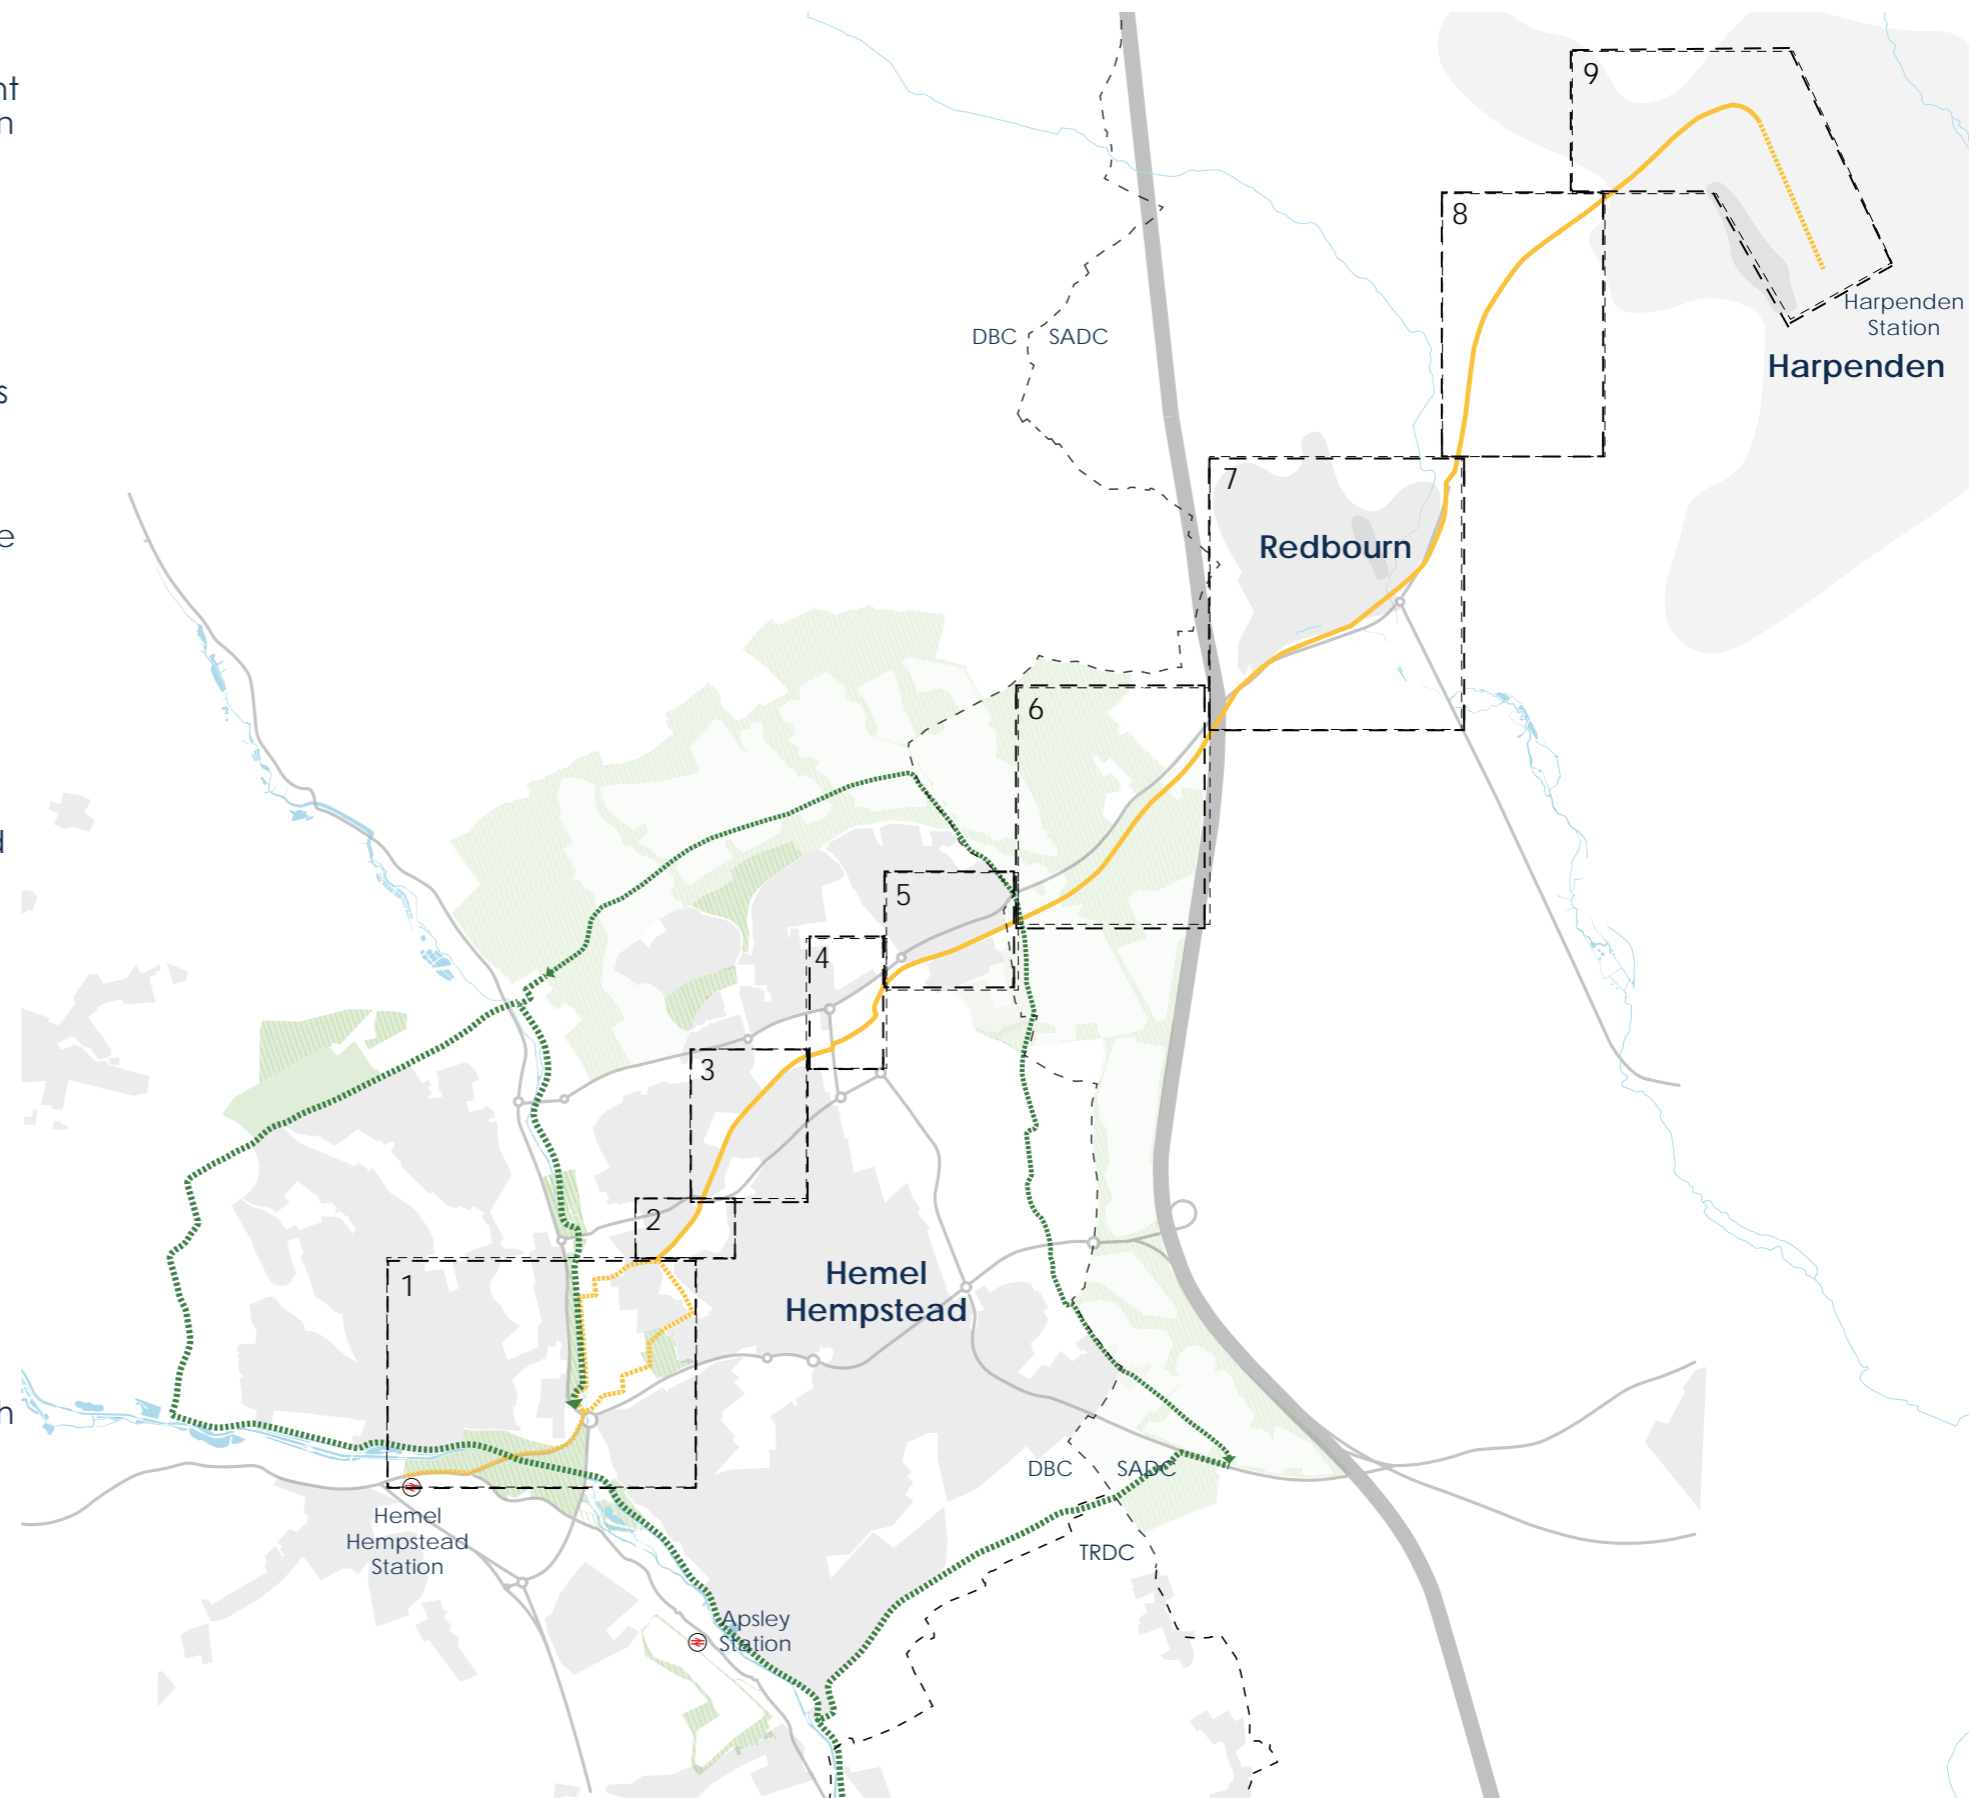 nt
n
s
e
d
h
9
8
DBC SADC
Harpenden
Station
Harpenden
7
Redbourn
6
5
4
3
2
1
Hemel
Hempstead
DBC SADC
Hemel
Hempstead
Station
TRDC
Apsley
Station